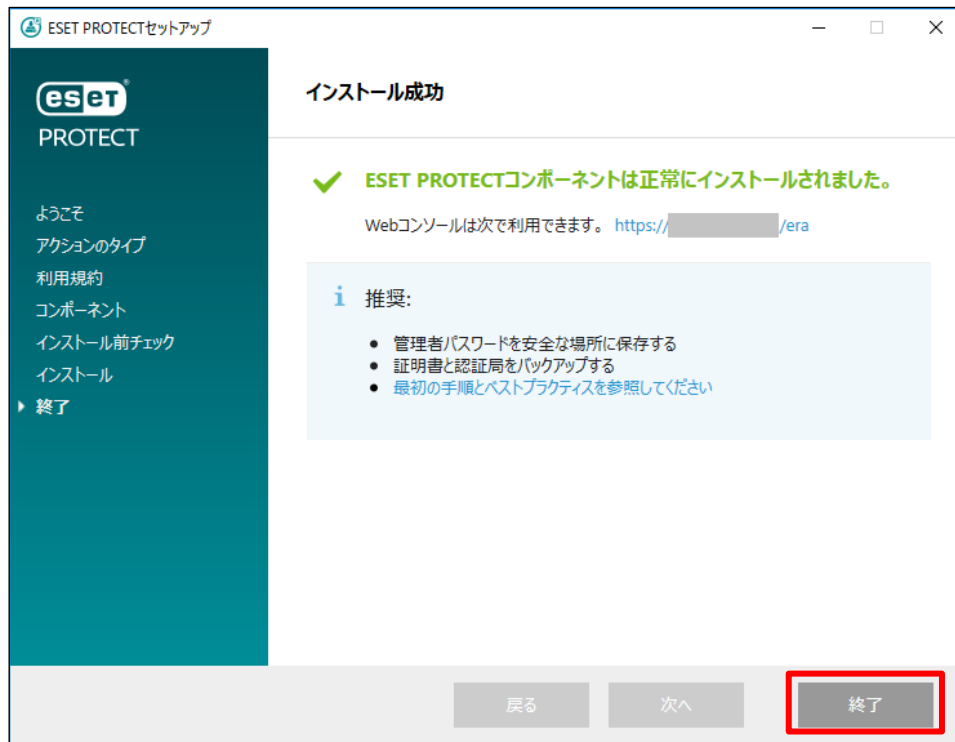 ESET PROTECTセットアップ
eseT
PROTECT
ようこそ
アクションのタイプ
利用規約
コンポーネント
インストール前チェック
インストール
終了
インストール成功
ESET PROTECTコンポーネントは正常にインストールされました。
Webコンソールは次で利用できます。 https:// /era
i 推奨:
● 管理者パスワードを安全な場所に保存する
● 証明書と認証局をバックアップする
● 最初の手順とベストプラクティスを参照してください
戻る
次へ
終了